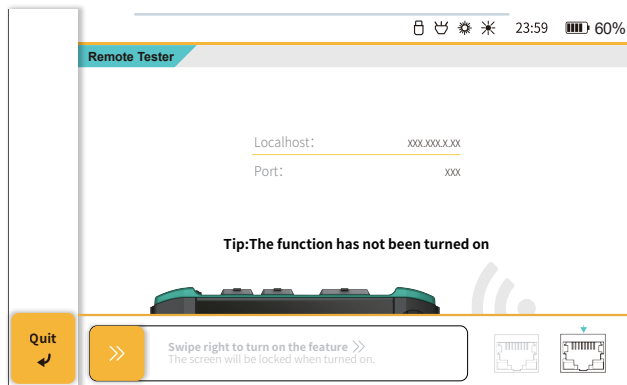 23:59 60%
Remote Tester
Localhost: xxx.xxx.x.xx
Port: xxx
Tip:The function has not been turned on
Quit
Swipe right to turn on the feature
The screen will be locked when turned on.